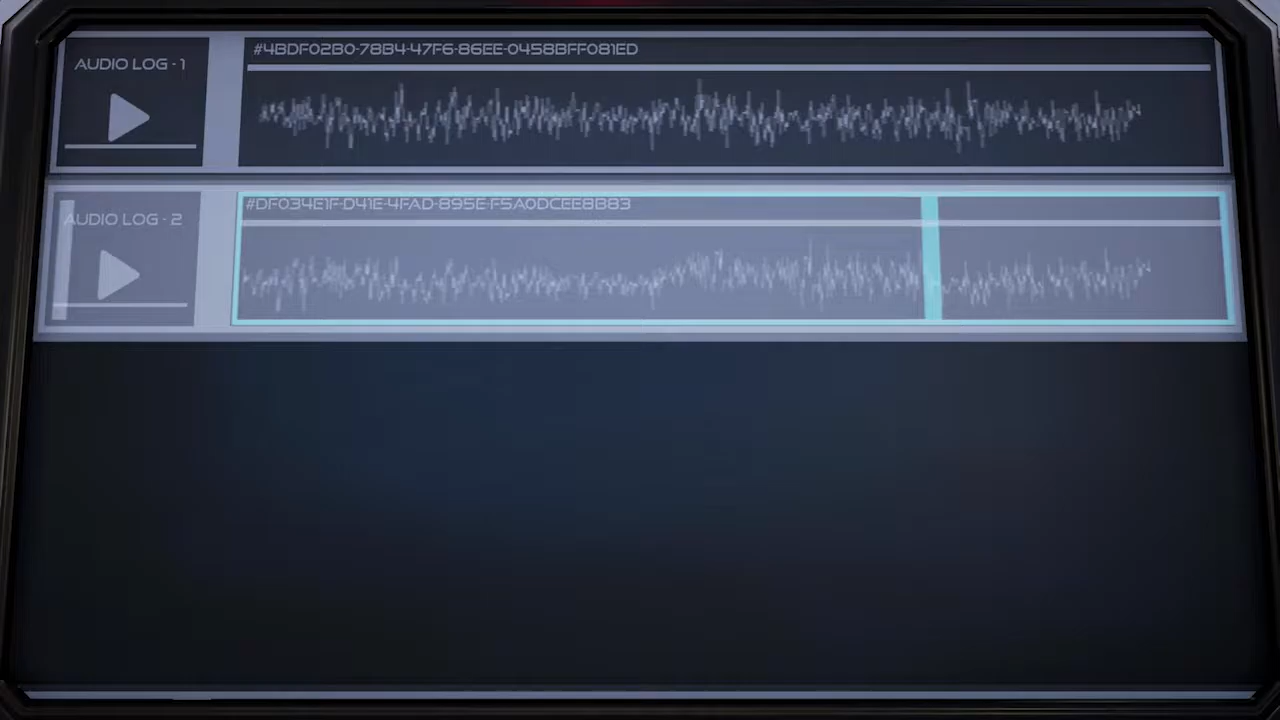 AUDIO LOG - 1
#4BDF02B0-78B4-47F6-86EE-0458BFF081ED
AUDIO LOG - 2
#DF034E1F-D41E-4FAD-895E-F5A0DCEE8B83